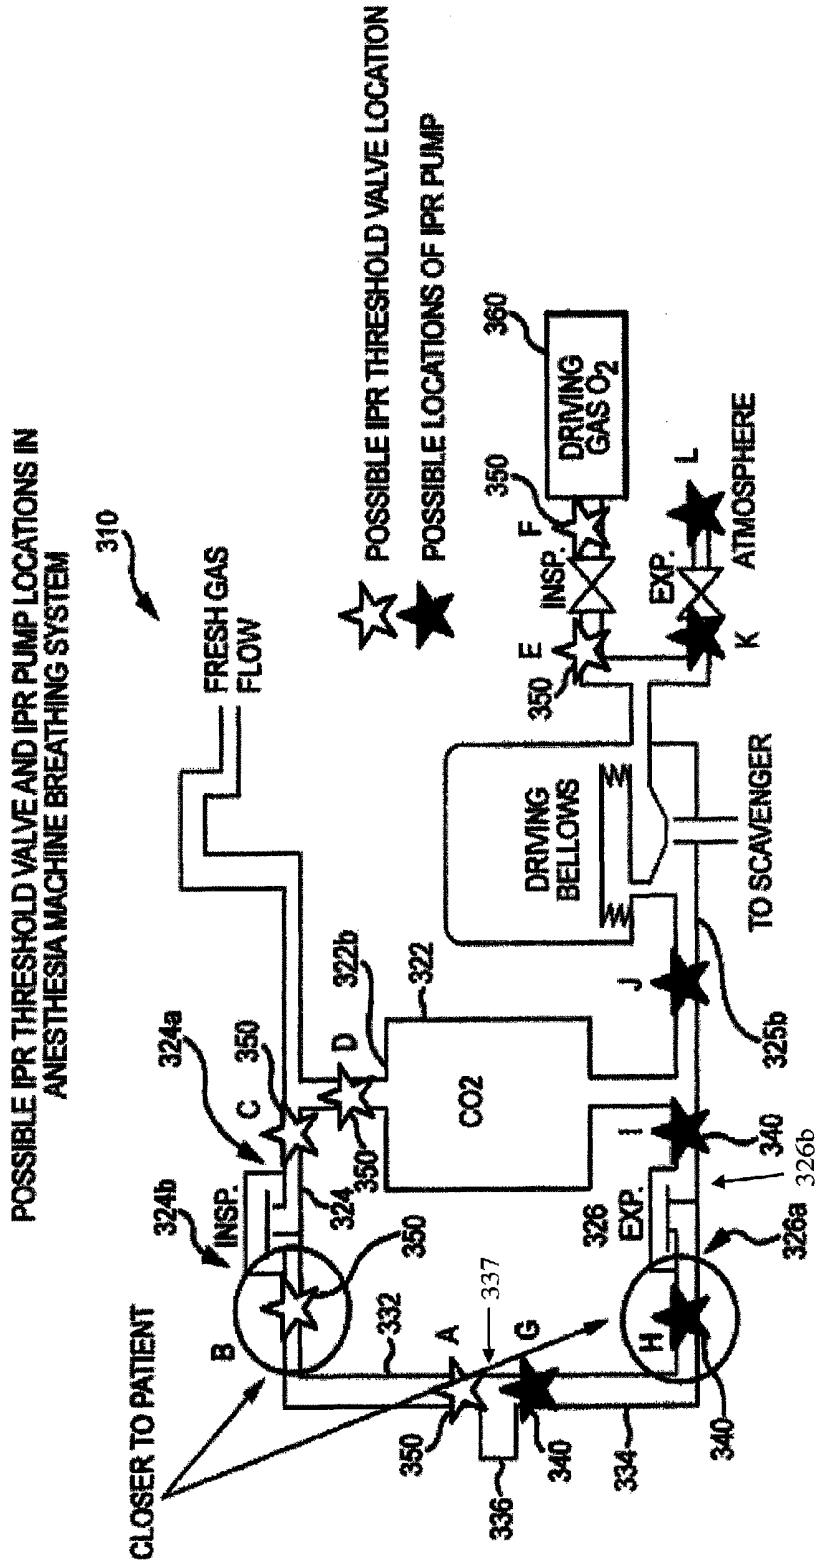 POSSIBLE IPR THRESHOLD VALVE AND IPR PUMP LOCATIONS IN
ANESTHESIA MACHINE BREATHING SYSTEM
310
CLOSER TO PATIENT
324b
324a
INSP.
C
350
FRESH GAS
FLOW
B
350
324
350
D
322b
322
CO2
332
A
350
337
G
336
340
334
H
340
326a
326b
326
EXP.
I
340
J
325b
DRIVING
BELLOWS
TO SCAVENGER
E
350
INSP.
F
350
360
DRIVING
GAS O2
EXP.
K
L
ATMOSPHERE
POSSIBLE IPR THRESHOLD VALVE LOCATION
POSSIBLE LOCATIONS OF IPR PUMP